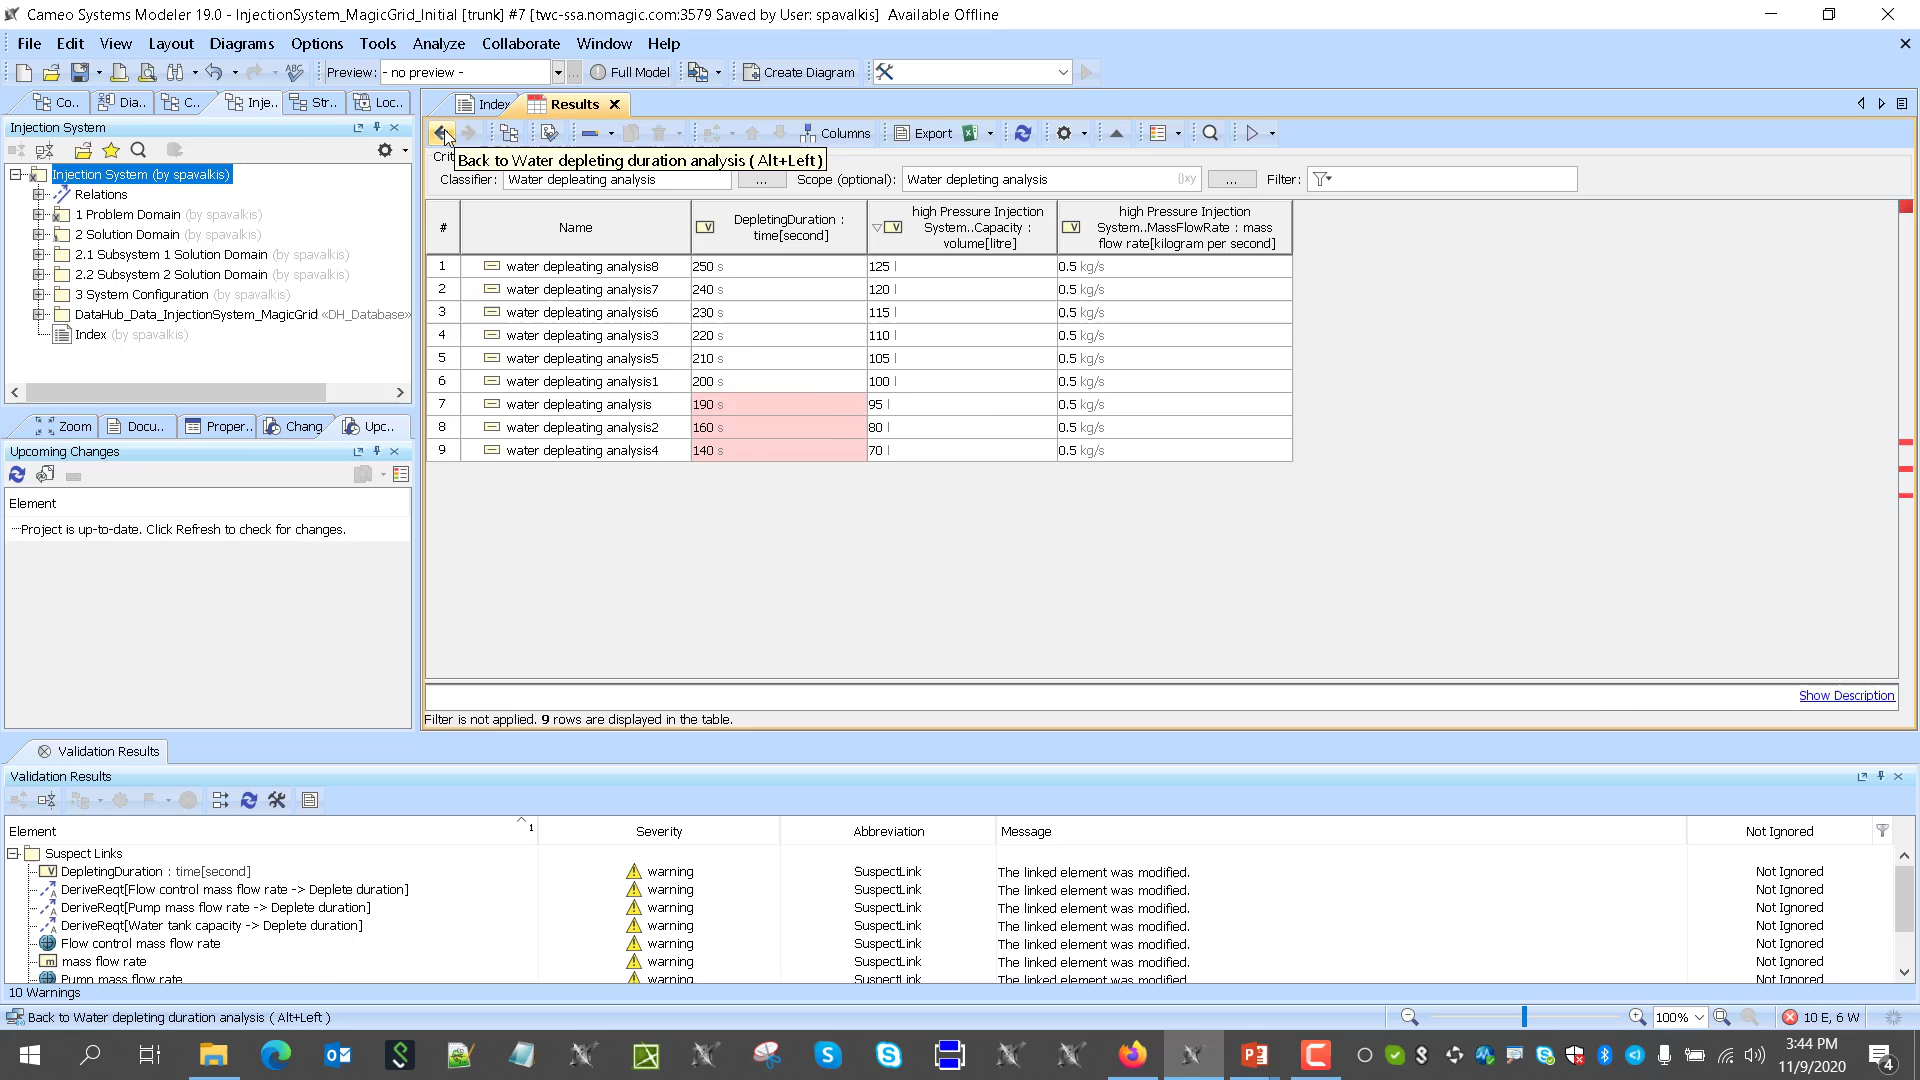 Cameo Systems Modeler 19.0 - InjectionSystem_MagicGrid_Initial [trunk] #7 [twc-ssa.nomagic.com:3579 Saved by User: spavalkis] Available Offline
File Edit View Layout Diagrams Options Tools Analyze Collaborate Window Help
Preview: - no preview - ... Full Model Create Diagram
Co... Dia.. C... Inje.. Str... Loc...
Index Results
Injection System
Columns Export
Back to Water depleting duration analysis ( Alt+Left )
Classifier: Water depleating analysis ... Scope (optional): Water depleting analysis {}xy ... Filter:
Injection System (by spavalkis)
Relations
1 Problem Domain (by spavalkis)
2 Solution Domain (by spavalkis)
2.1 Subsystem 1 Solution Domain (by spavalkis)
2.2 Subsystem 2 Solution Domain (by spavalkis)
3 System Configuration (by spavalkis)
DataHub_Data_InjectionSystem_MagicGrid «DH_Database»
Index (by spavalkis)
# Name DepletingDuration : time[second] high Pressure Injection System..Capacity : volume[litre] high Pressure Injection System..MassFlowRate : mass flow rate[kilogram per second]
1 water depleating analysis8 250 s 125 l 0.5 kg/s
2 water depleating analysis7 240 s 120 l 0.5 kg/s
3 water depleating analysis6 230 s 115 l 0.5 kg/s
4 water depleating analysis3 220 s 110 l 0.5 kg/s
5 water depleating analysis5 210 s 105 l 0.5 kg/s
6 water depleating analysis1 200 s 100 l 0.5 kg/s
7 water depleating analysis 190 s 95 l 0.5 kg/s
8 water depleating analysis2 160 s 80 l 0.5 kg/s
9 water depleating analysis4 140 s 70 l 0.5 kg/s
Zoom Docu... Proper.. Chang Upc...
Upcoming Changes
Element
Project is up-to-date. Click Refresh to check for changes.
Show Description
Filter is not applied. 9 rows are displayed in the table.
Validation Results
Validation Results
Element 1 Severity Abbreviation Message Not Ignored
Suspect Links
DepletingDuration : time[second] warning SuspectLink The linked element was modified. Not Ignored
DeriveReqt[Flow control mass flow rate -> Deplete duration] warning SuspectLink The linked element was modified. Not Ignored
DeriveReqt[Pump mass flow rate -> Deplete duration] warning SuspectLink The linked element was modified. Not Ignored
DeriveReqt[Water tank capacity -> Deplete duration] warning SuspectLink The linked element was modified. Not Ignored
Flow control mass flow rate warning SuspectLink The linked element was modified. Not Ignored
mass flow rate warning SuspectLink The linked element was modified. Not Ignored
Pump mass flow rate warning SuspectLink The linked element was modified. Not Ignored
10 Warnings
Back to Water depleting duration analysis ( Alt+Left )
100% 10 E, 6 W
3:44 PM
11/9/2020
4